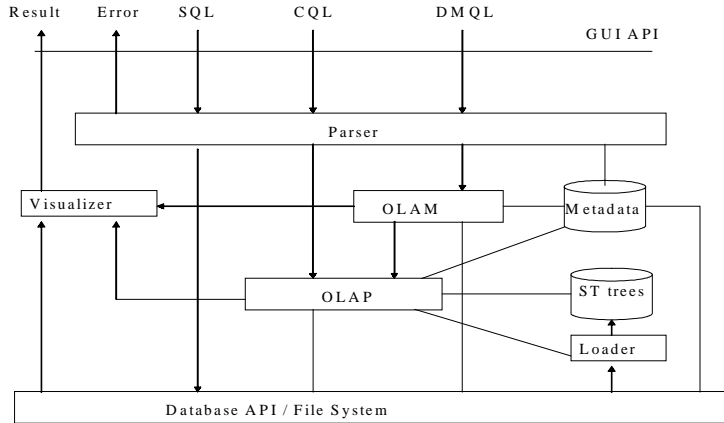 Result Error SQL CQL DMQL
GUI API
Parser
Visualizer OLAM Metadata
OLAP ST trees
Loader
Database API / File System